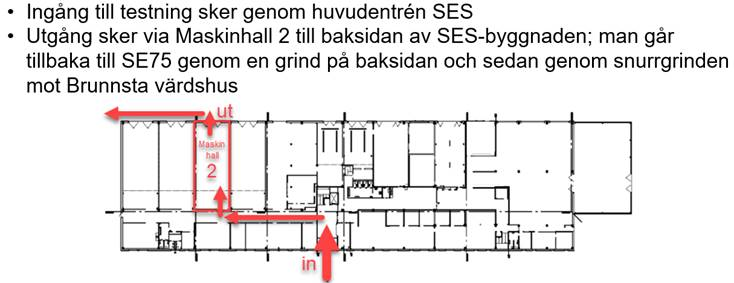 • Ingång till testning sker genom huvudentrén SES
• Utgång sker via Maskinhall 2 till baksidan av SES-byggnaden; man går
tillbaka till SE75 genom en grind på baksidan och sedan genom snurrgrinden
mot Brunnsta värdshus
ut
Maskin
hall
2
in